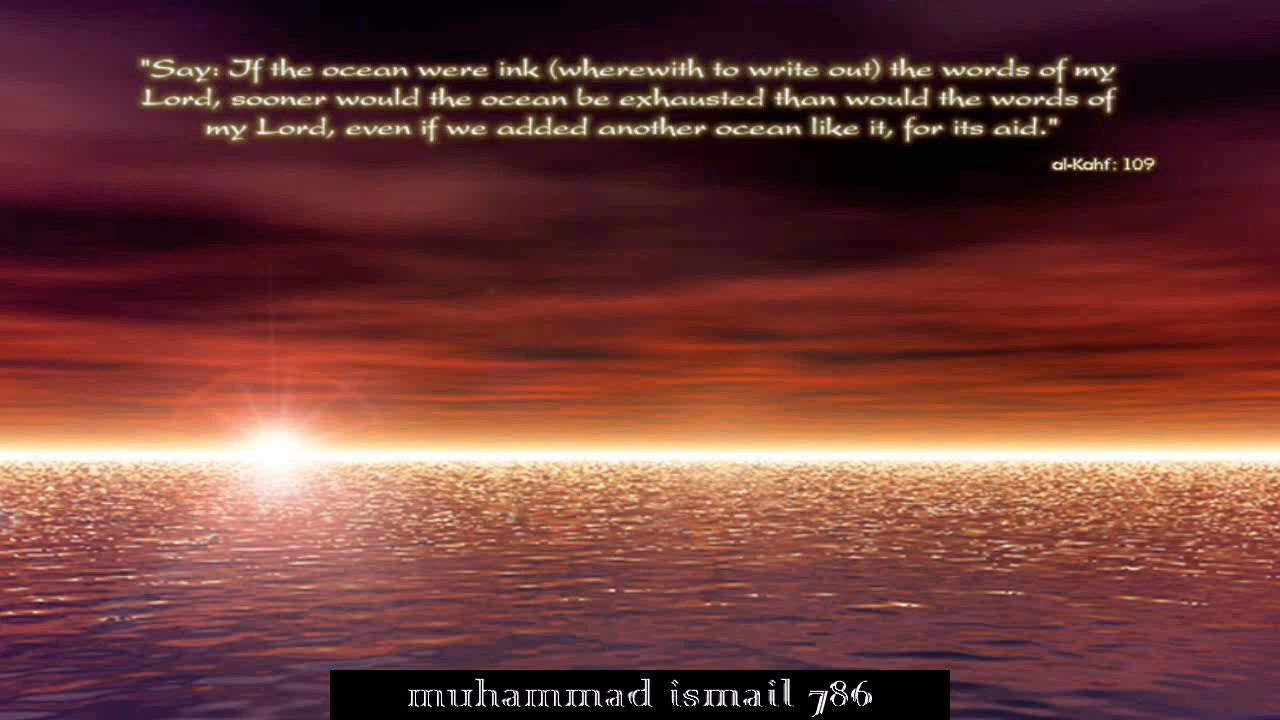 "Say: If the ocean were ink (wherewith to write out) the words of my
Lord, sooner would the ocean be exhausted than would the words of
my Lord, even if we added another ocean like it, for its aid."
al-Kahf: 109
muhammad ismail 786